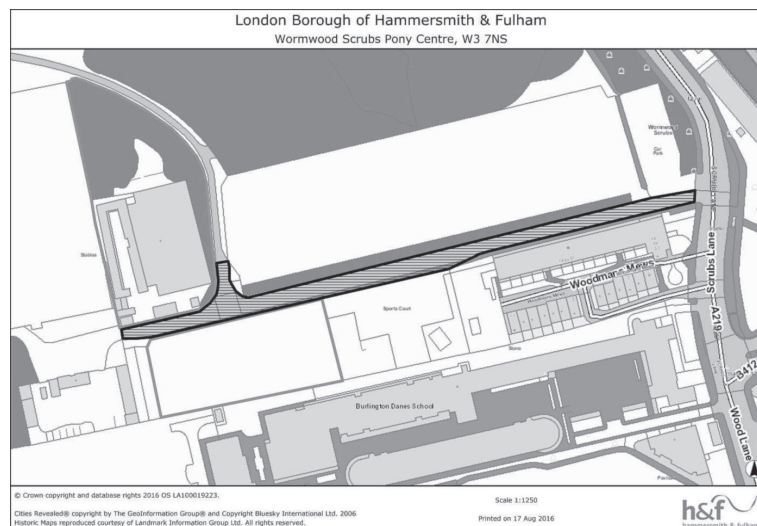 London Borough of Hammersmith & Fulham
Wormwood Scrubs Pony Centre, W3 7NS
Wormwood
Scrubs
Car
Park
Stables
Scrubs Lane
A219
Woodmans Mews
Sports Court
Burlington Danes School
B412
Wood Lane
© Crown copyright and database rights 2016 OS LA100019223.
Cities Revealed® copyright by The GeoInformation Group® and Copyright Bluesky International Ltd, 2006
Historic Maps reproduced courtesy of Landmark Information Group Ltd. All rights reserved.
Scale 1:1250
Printed on 17 Aug 2016
h&f
hammersmith & fulham